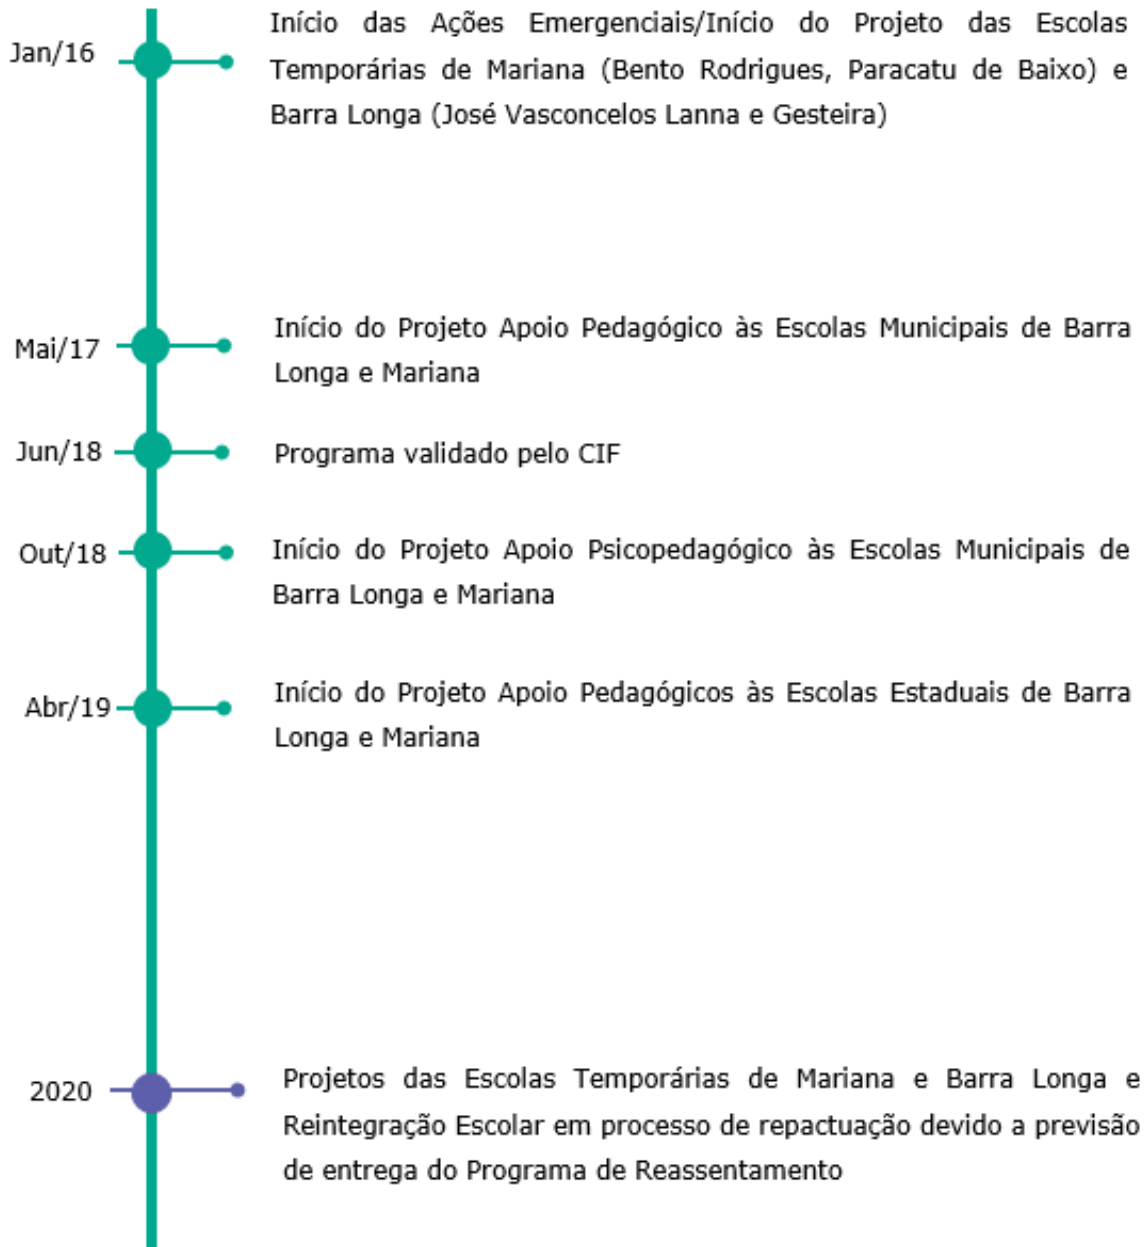 Jan/16
Início das Ações Emergenciais/Início do Projeto das Escolas
Temporárias de Mariana (Bento Rodrigues, Paracatu de Baixo) e
Barra Longa (José Vasconcelos Lanna e Gesteira)
Mai/17
Início do Projeto Apoio Pedagógico às Escolas Municipais de Barra
Longa e Mariana
Jun/18
Programa validado pelo CIF
Out/18
Início do Projeto Apoio Psicopedagógico às Escolas Municipais de
Barra Longa e Mariana
Abr/19
Início do Projeto Apoio Pedagógicos às Escolas Estaduais de Barra
Longa e Mariana
2020
Projetos das Escolas Temporárias de Mariana e Barra Longa e
Reintegração Escolar em processo de repactuação devido a previsão
de entrega do Programa de Reassentamento